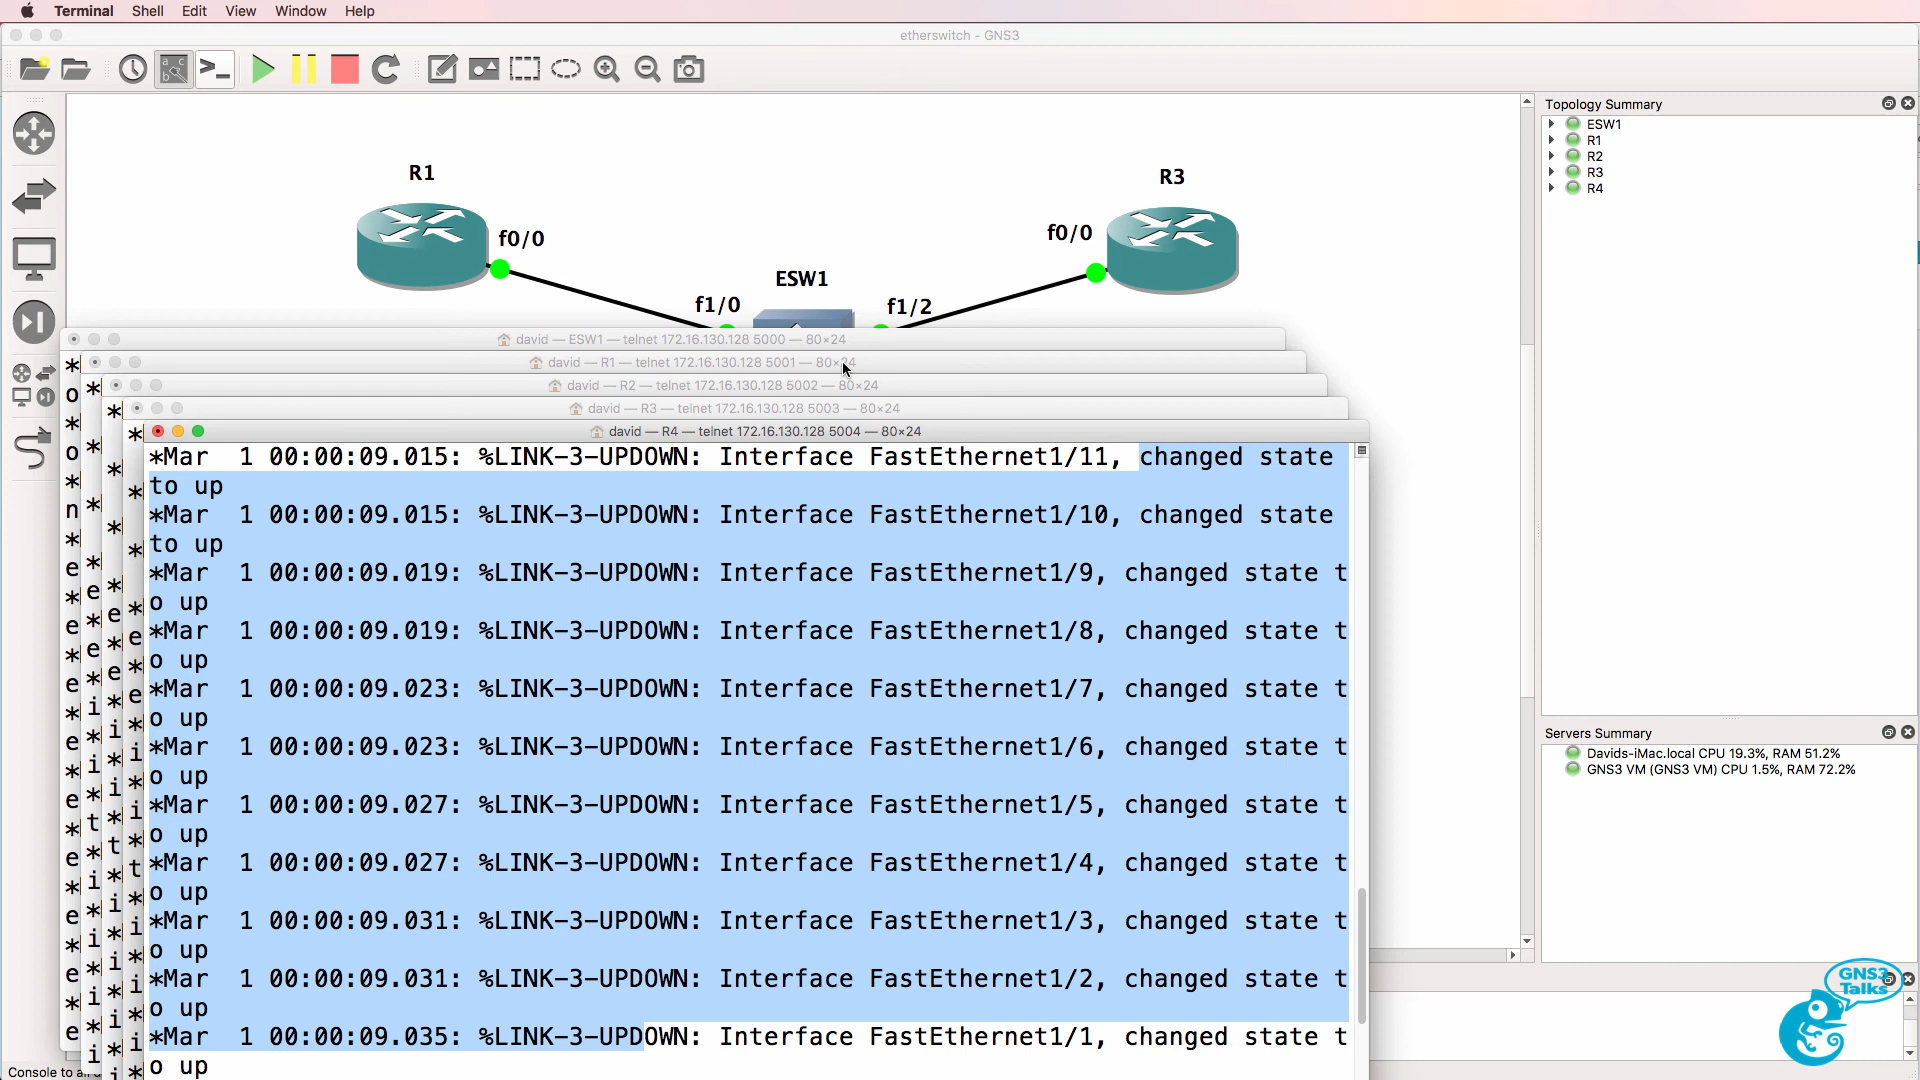 Terminal Shell Edit View Window Help
etherswitch - GNS3
Topology Summary
ESW1
R1
R2
R3
R4
R1
R3
f0/0
f0/0
ESW1
f1/0
f1/2
david — ESW1 — telnet 172.16.130.128 5000 — 80×24
david — R1 — telnet 172.16.130.128 5001 — 80×24
david — R2 — telnet 172.16.130.128 5002 — 80×24
david — R3 — telnet 172.16.130.128 5003 — 80×24
david — R4 — telnet 172.16.130.128 5004 — 80×24
*Mar  1 00:00:09.015: %LINK-3-UPDOWN: Interface FastEthernet1/11, changed state
to up
*Mar  1 00:00:09.015: %LINK-3-UPDOWN: Interface FastEthernet1/10, changed state
to up
*Mar  1 00:00:09.019: %LINK-3-UPDOWN: Interface FastEthernet1/9, changed state t
o up
*Mar  1 00:00:09.019: %LINK-3-UPDOWN: Interface FastEthernet1/8, changed state t
o up
*Mar  1 00:00:09.023: %LINK-3-UPDOWN: Interface FastEthernet1/7, changed state t
o up
*Mar  1 00:00:09.023: %LINK-3-UPDOWN: Interface FastEthernet1/6, changed state t
o up
*Mar  1 00:00:09.027: %LINK-3-UPDOWN: Interface FastEthernet1/5, changed state t
o up
*Mar  1 00:00:09.027: %LINK-3-UPDOWN: Interface FastEthernet1/4, changed state t
o up
*Mar  1 00:00:09.031: %LINK-3-UPDOWN: Interface FastEthernet1/3, changed state t
o up
*Mar  1 00:00:09.031: %LINK-3-UPDOWN: Interface FastEthernet1/2, changed state t
o up
*Mar  1 00:00:09.035: %LINK-3-UPDOWN: Interface FastEthernet1/1, changed state t
o up
Servers Summary
Davids-iMac.local CPU 19.3%, RAM 51.2%
GNS3 VM (GNS3 VM) CPU 1.5%, RAM 72.2%
GNS3
Talks
Console to